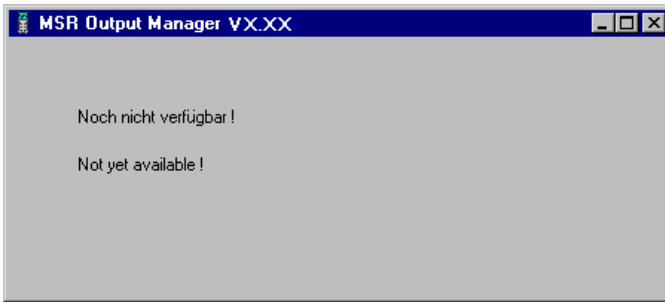 MSR Output Manager VX.XX
Noch nicht verfügbar !
Not yet available !